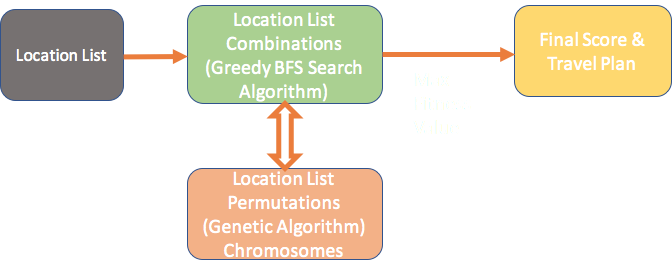 Location List
Location List
Combinations
(Greedy BFS Search
Algorithm)
Final Score &
Travel Plan
Location List
Permutations
(Genetic Algorithm)
Chromosomes